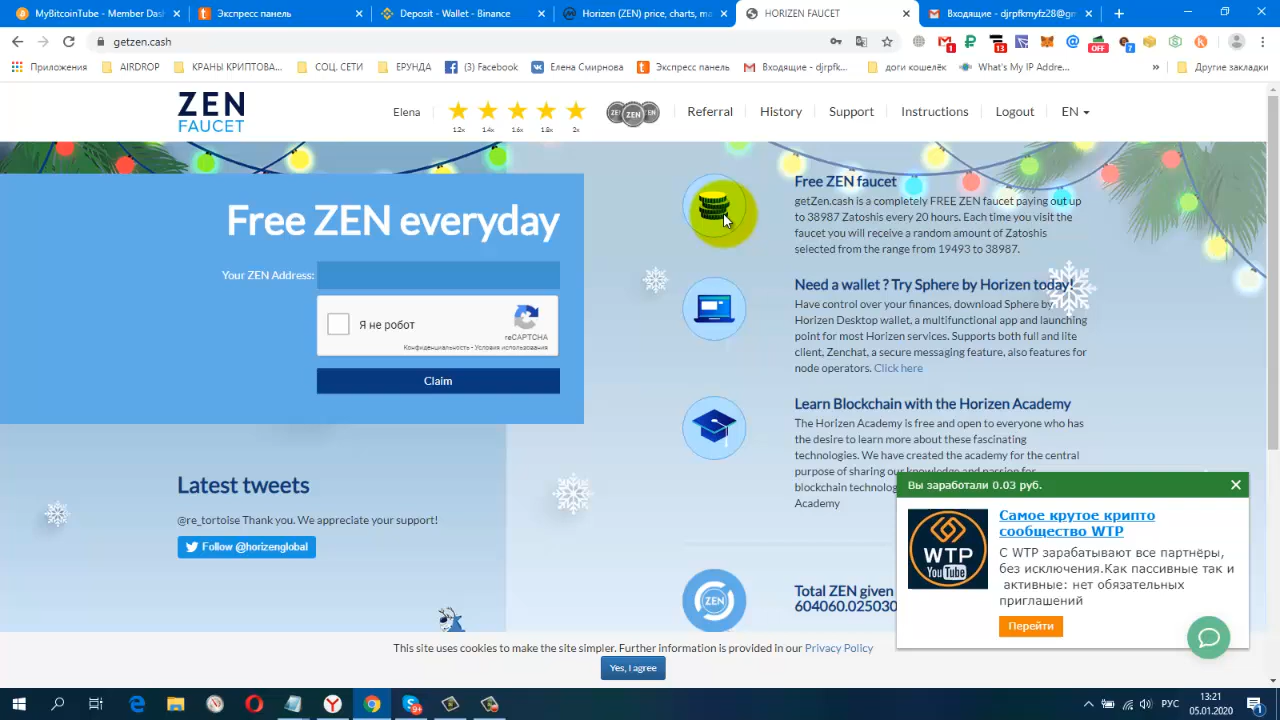 MyBitcoinTube - Member Dash
Экспресс панель
Deposit - Wallet - Binance
Horizen (ZEN) price, charts, ma
HORIZEN FAUCET
Входящие - djrpfkmyfz28@gm
getzen.cash
1
13
OFF
7
Приложения
AIRDROP
КРАНЫ КРИПТОВА...
СОЦ. СЕТИ
ЕРУНДА
(3) Facebook
Елена Смирнова
Экспресс панель
Входящие - djrpfk...
доги кошелёк
What's My IP Addre...
»
Другие закладки
ZEN
FAUCET
Elena
1.2x
1.4x
1.6x
1.8x
2x
ZEN
Referral
History
Support
Instructions
Logout
EN
Free ZEN everyday
Your ZEN Address:
Я не робот
reCAPTCHA
Конфиденциальность - Условия использования
Claim
Free ZEN faucet
getZen.cash is a completely FREE ZEN faucet paying out up
to 38987 Zatoshis every 20 hours. Each time you visit the
faucet you will receive a random amount of Zatoshis
selected from the range from 19493 to 38987.
Need a wallet ? Try Sphere by Horizen today!
Have control over your finances, download Sphere by
Horizen Desktop wallet, a multifunctional app and launching
point for most Horizen services. Supports both full and lite
client, Zenchat, a secure messaging feature, also features for
node operators. Click here
Learn Blockchain with the Horizen Academy
The Horizen Academy is free and open to everyone who has
the desire to learn more about these fascinating
technologies. We have created the academy for the central
purpose of sharing our knowledge and passion for
blockchain technolo
Academy
Latest tweets
@re_tortoise Thank you. We appreciate your support!
Follow @horizenglobal
ZEN
Total ZEN given
604060.025030
Вы заработали 0.03 руб.
WTP
YouTube
Самое крутое крипто
сообщество WTP
С WTP зарабатывают все партнёры,
без исключения.Как пассивные так и
активные: нет обязательных
приглашений
Перейти
This site uses cookies to make the site simpler. Further information is provided in our Privacy Policy
Yes, I agree
9
РУС
13:21
05.01.2020
1